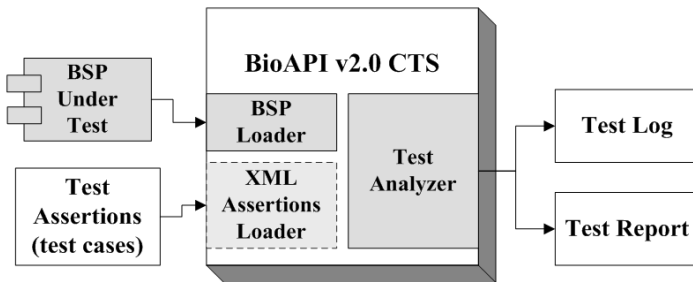 BioAPI v2.0 CTS
BSP
Under
Test
BSP
Loader
Test
Assertions
(test cases)
XML
Assertions
Loader
Test
Analyzer
Test Log
Test Report